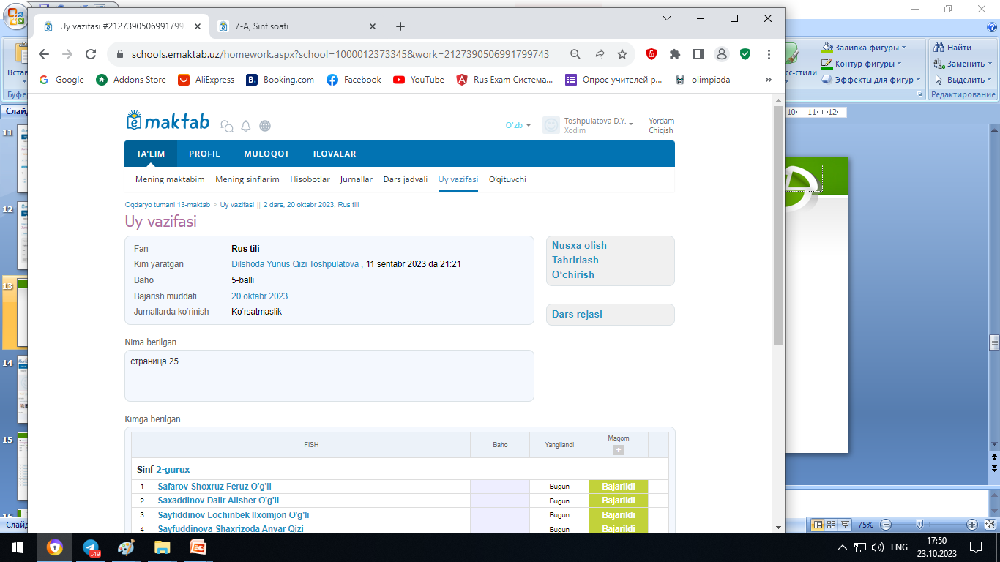 Uy vazifasi #2127390506991799
7-A, Sinf soati
schools.emaktab.uz/homework.aspx?school=1000012373345&work=2127390506991799743
Google
Addons Store
AliExpress
Booking.com
Facebook
YouTube
Rus Exam Система...
Опрос учителей р...
olimpiada
»
Заливка фигуры
Контур фигуры
Эффекты для фигур
Найти
Заменить
Выделить
Редактирование
10 11 12
emaktab
O'zb
Toshpulatova D.Y.
Xodim
Yordam
Chiqish
TA'LIM PROFIL MULOQOT ILOVALAR
Mening maktabim Mening sinflarim Hisobotlar Jurnallar Dars jadvali Uy vazifasi O'qituvchi
Oqdaryo tumani 13-maktab > Uy vazifasi || 2 dars, 20 oktabr 2023, Rus tili
Uy vazifasi
Fan Rus tili
Kim yaratgan Dilshoda Yunus Qizi Toshpulatova , 11 sentabr 2023 da 21:21
Baho 5-balli
Bajarish muddati 20 oktabr 2023
Jurnallarda ko'rinish Ko'rsatmaslik
Nusxa olish
Tahrirlash
O'chirish
Dars rejasi
Nima berilgan
страница 25
Kimga berilgan
FISH Baho Yangilandi Maqom
Sinf 2-gurux
1 Safarov Shoxruz Feruz O'g'li Bugun Bajarildi
2 Saxaddinov Dalir Alisher O'g'li Bugun Bajarildi
3 Sayfiddinov Lochinbek Ilxomjon O'g'li Bugun Bajarildi
4 Sayfuddinova Shaxrizoda Anvar Qizi Bugun Bajarildi
11
12
13
14
15
16
75%
49
ENG
17:50
23.10.2023